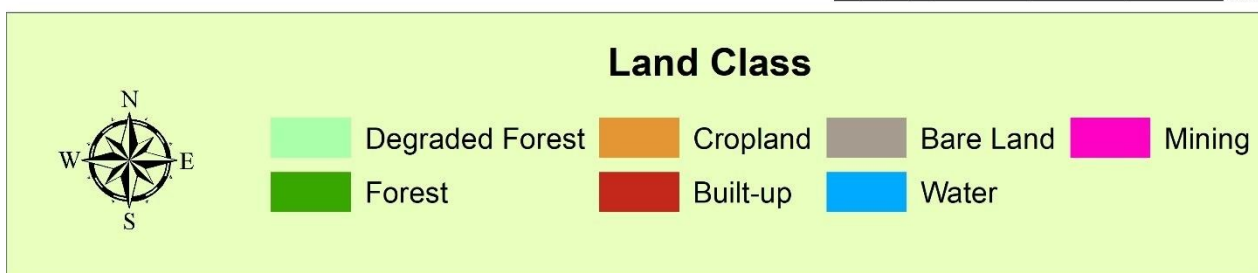 Land Class
N
W
E
S
Degraded Forest
Cropland
Bare Land
Mining
Forest
Built-up
Water